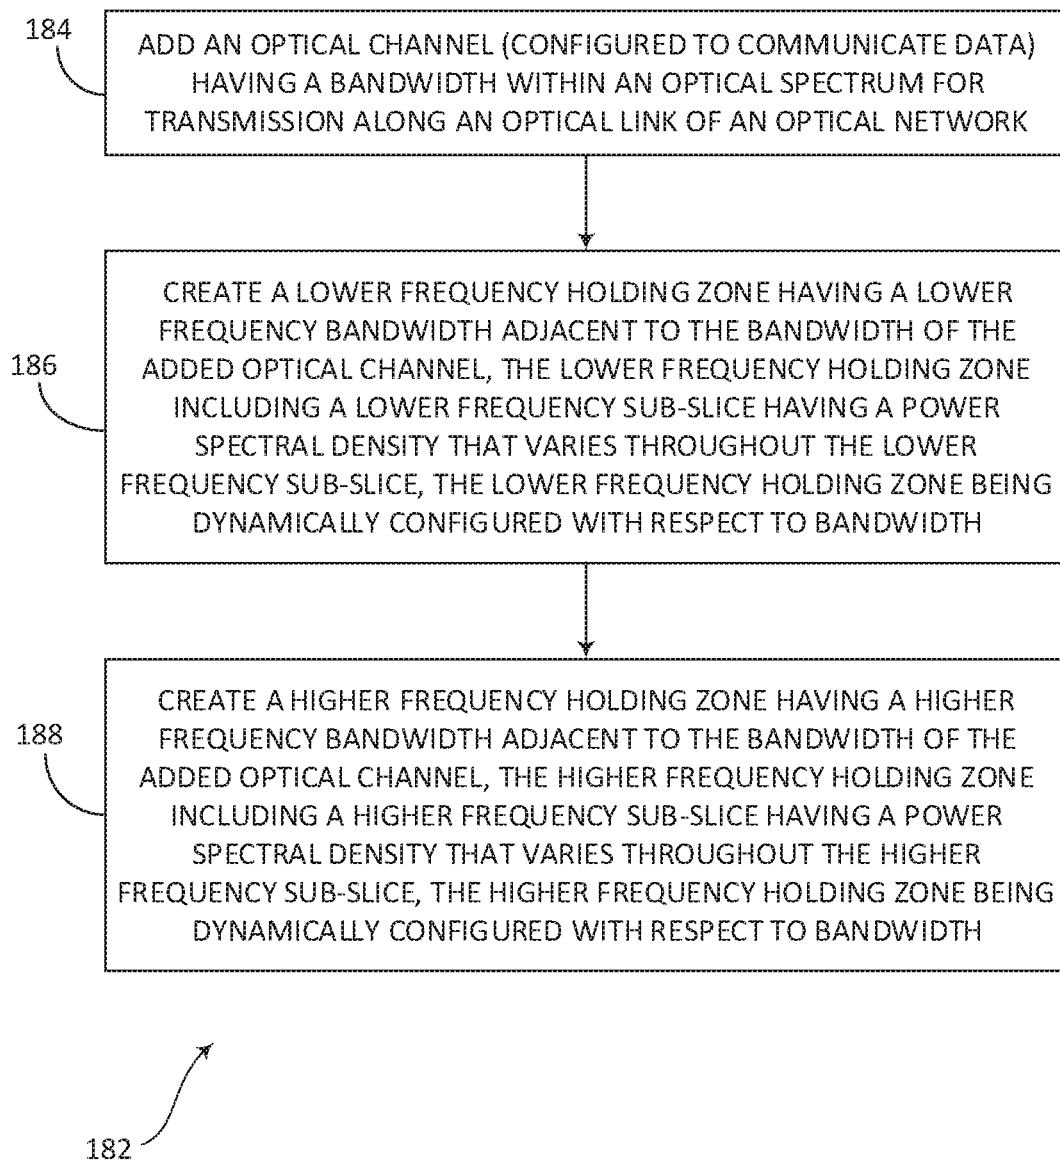 184
ADD AN OPTICAL CHANNEL (CONFIGURED TO COMMUNICATE DATA)
HAVING A BANDWIDTH WITHIN AN OPTICAL SPECTRUM FOR
TRANSMISSION ALONG AN OPTICAL LINK OF AN OPTICAL NETWORK
186
CREATE A LOWER FREQUENCY HOLDING ZONE HAVING A LOWER
FREQUENCY BANDWIDTH ADJACENT TO THE BANDWIDTH OF THE
ADDED OPTICAL CHANNEL, THE LOWER FREQUENCY HOLDING ZONE
INCLUDING A LOWER FREQUENCY SUB-SLICE HAVING A POWER
SPECTRAL DENSITY THAT VARIES THROUGHOUT THE LOWER
FREQUENCY SUB-SLICE, THE LOWER FREQUENCY HOLDING ZONE BEING
DYNAMICALLY CONFIGURED WITH RESPECT TO BANDWIDTH
188
CREATE A HIGHER FREQUENCY HOLDING ZONE HAVING A HIGHER
FREQUENCY BANDWIDTH ADJACENT TO THE BANDWIDTH OF THE
ADDED OPTICAL CHANNEL, THE HIGHER FREQUENCY HOLDING ZONE
INCLUDING A HIGHER FREQUENCY SUB-SLICE HAVING A POWER
SPECTRAL DENSITY THAT VARIES THROUGHOUT THE HIGHER
FREQUENCY SUB-SLICE, THE HIGHER FREQUENCY HOLDING ZONE BEING
DYNAMICALLY CONFIGURED WITH RESPECT TO BANDWIDTH
182